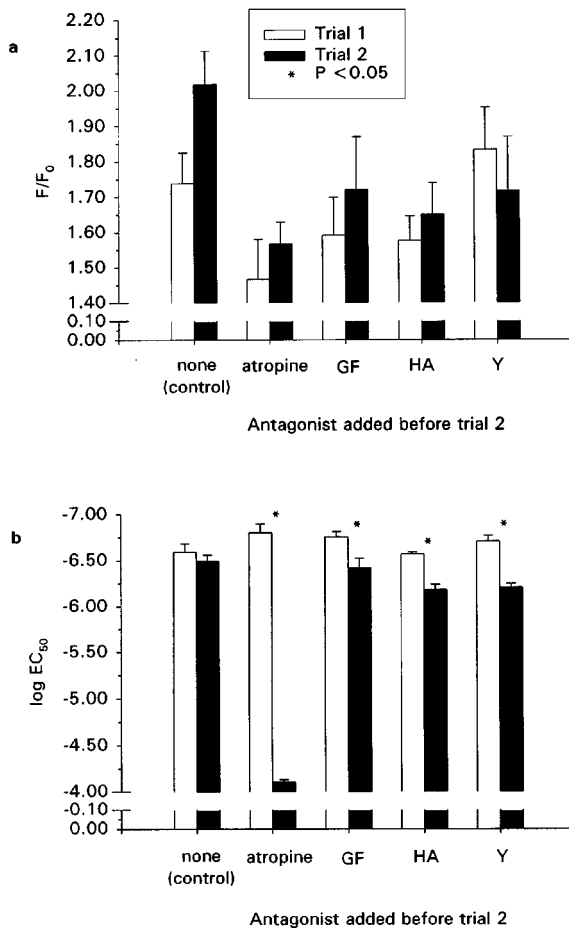 a
Trial 1
Trial 2
* P <0.05
2.20
2.10
2.00
1.90
1.80
1.70
1.60
1.50
1.40
0.10
0.00
F/F0
none
(control)
atropine
GF
HA
Y
Antagonist added before trial 2
b
-7.00
-6.50
-6.00
-5.50
-5.00
-4.50
-4.00
-0.10
0.00
log EC50
*
*
*
*
none
(control)
atropine
GF
HA
Y
Antagonist added before trial 2